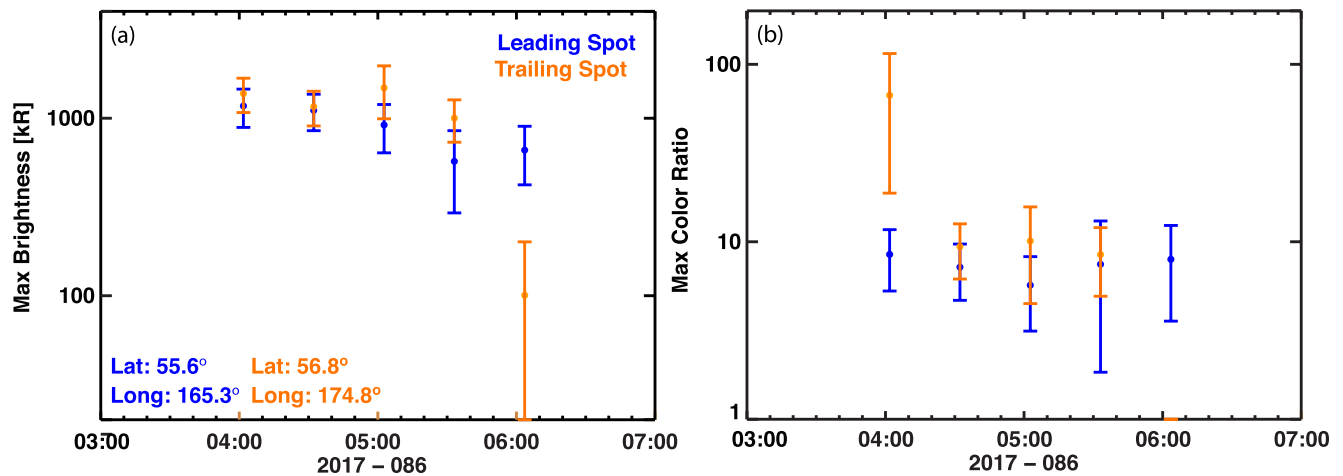 (a)
Leading Spot
Trailing Spot
Max Brightness [kR]
1000
100
Lat: 55.6° Lat: 56.8°
Long: 165.3° Long: 174.8°
03:00 04:00 05:00 06:00 07:00
2017 – 086
(b)
Max Color Ratio
100
10
1
03:00 04:00 05:00 06:00 07:00
2017 – 086